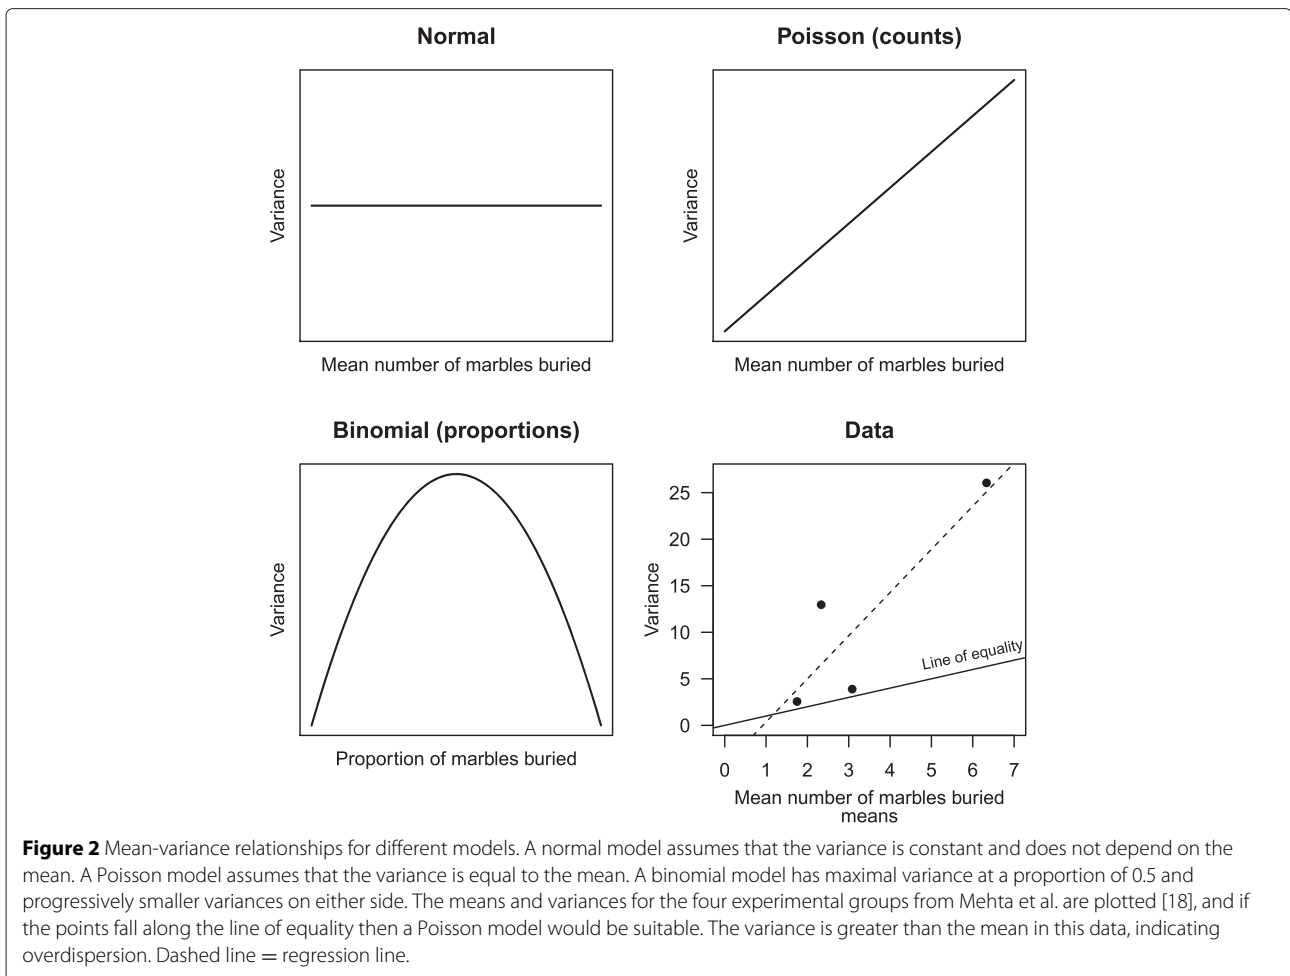 Normal
Poisson (counts)
Variance
Variance
Mean number of marbles buried
Mean number of marbles buried
Binomial (proportions)
Data
Variance
Proportion of marbles buried
Variance
25
20
15
10
5
0
Line of equality
0 1 2 3 4 5 6 7
Mean number of marbles buried
means
Figure 2 Mean-variance relationships for different models. A normal model assumes that the variance is constant and does not depend on the
mean. A Poisson model assumes that the variance is equal to the mean. A binomial model has maximal variance at a proportion of 0.5 and
progressively smaller variances on either side. The means and variances for the four experimental groups from Mehta et al. are plotted [18], and if
the points fall along the line of equality then a Poisson model would be suitable. The variance is greater than the mean in this data, indicating
overdispersion. Dashed line = regression line.